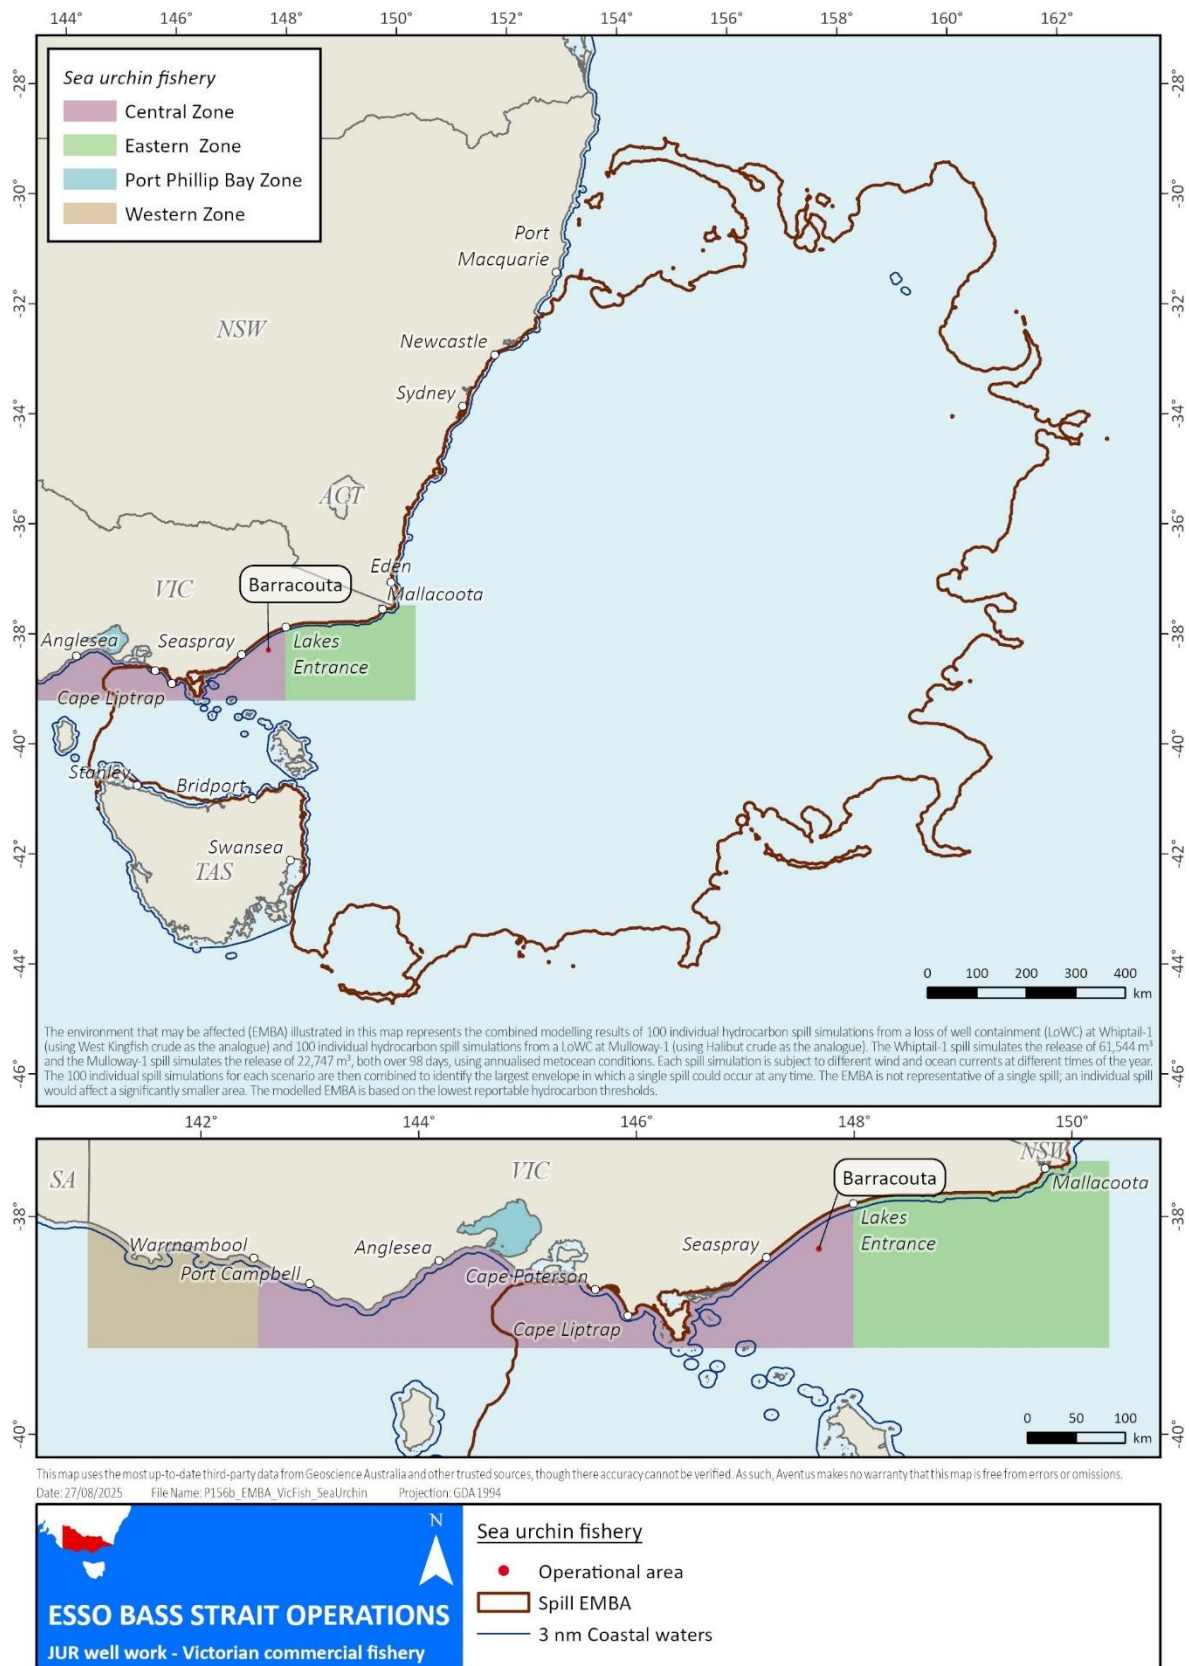 144° 146° 148° 150° 152° 154° 156° 158° 160° 162°
Sea urchin fishery
Central Zone
Eastern Zone
Port Phillip Bay Zone
Western Zone
-28° -28°
-30° -30°
Port
Macquarie
-32° -32°
NSW
Newcastle
Sydney
-34° -34°
ACT
-36° -36°
Eden
VIC
Barracouta
Mallacoota
-38° -38°
Anglesea
Seaspray
Lakes
Entrance
Cape Liptrap
-40° -40°
Stanley
Bridport
Swansea
-42° -42°
TAS
-44° -44°
0 100 200 300 400
km
The environment that may be affected (EMBA) illustrated in this map represents the combined modelling results of 100 individual hydrocarbon spill simulations from a loss of well containment (LoWC) at Whiptail-1
(using West Kingfish crude as the analogue) and 100 individual hydrocarbon spill simulations from a LoWC at Mulloway-1 (using Halibut crude as the analogue). The Whiptail-1 spill simulates the release of 61,544 m³
and the Mulloway-1 spill simulates the release of 22,747 m³, both over 98 days, using annualised metocean conditions. Each spill simulation is subject to different wind and ocean currents at different times of the year.
The 100 individual spill simulations for each scenario are then combined to identify the largest envelope in which a single spill could occur at any time. The EMBA is not representative of a single spill; an individual spill
would affect a significantly smaller area. The modelled EMBA is based on the lowest reportable hydrocarbon thresholds.
-46° -46°
142° 144° 146° 148° 150°
SA
VIC
NSW
Barracouta
Mallacoota
-38° -38°
Warrnambool
Anglesea
Seaspray
Lakes
Entrance
Port Campbell
Cape Paterson
Cape Liptrap
0 50 100
km
-40° -40°
This map uses the most up-to-date third-party data from Geoscience Australia and other trusted sources, though there accuracy cannot be verified. As such, Aventus makes no warranty that this map is free from errors or omissions.
Date: 27/08/2025 File Name: P156b_EMBA_VicFish_SeaUrchin Projection: GDA1994
N
ESSO BASS STRAIT OPERATIONS
JUR well work - Victorian commercial fishery
Sea urchin fishery
Operational area
Spill EMBA
3 nm Coastal waters